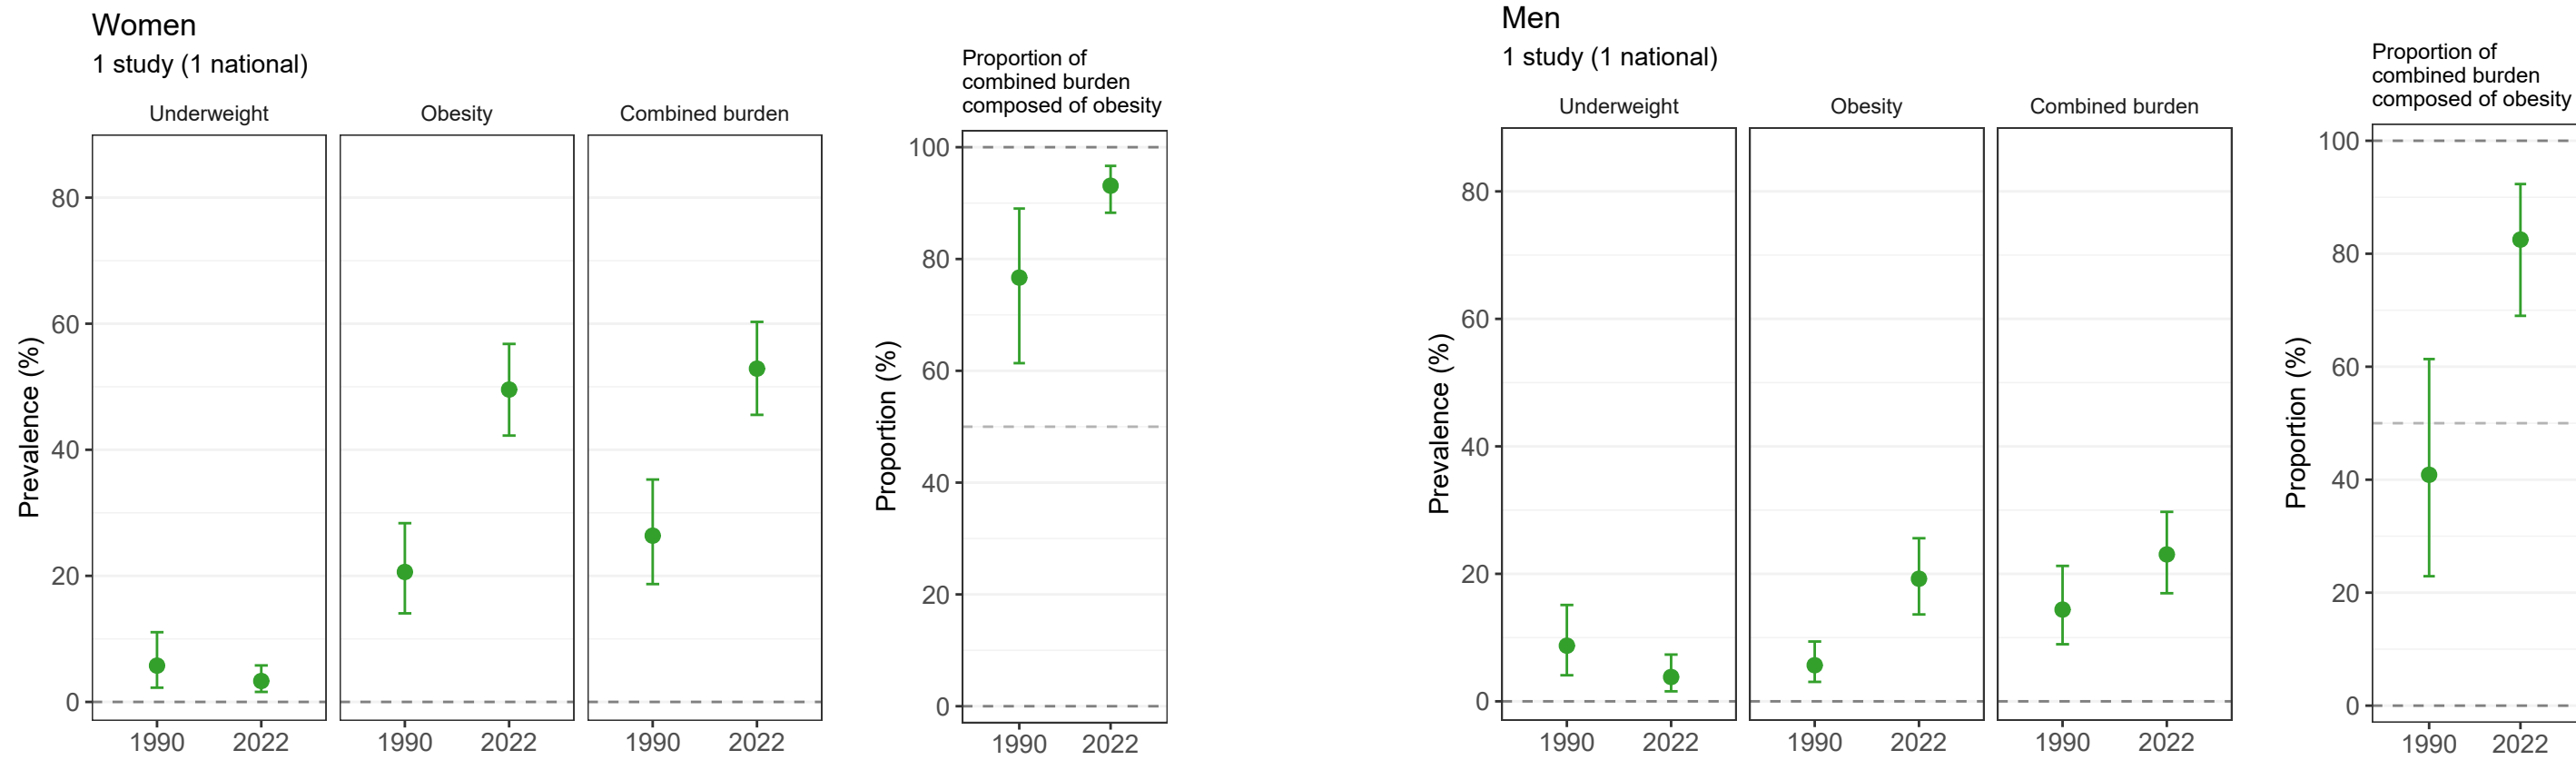 Women
1 study (1 national)
Underweight
Obesity
Combined burden
Prevalence (%)
80
60
40
20
0
1990
2022
1990
2022
1990
2022
Proportion of
combined burden
composed of obesity
Proportion (%)
100
80
60
40
20
0
1990
2022
Men
1 study (1 national)
Underweight
Obesity
Combined burden
Prevalence (%)
80
60
40
20
0
1990
2022
1990
2022
1990
2022
Proportion of
combined burden
composed of obesity
Proportion (%)
100
80
60
40
20
0
1990
2022